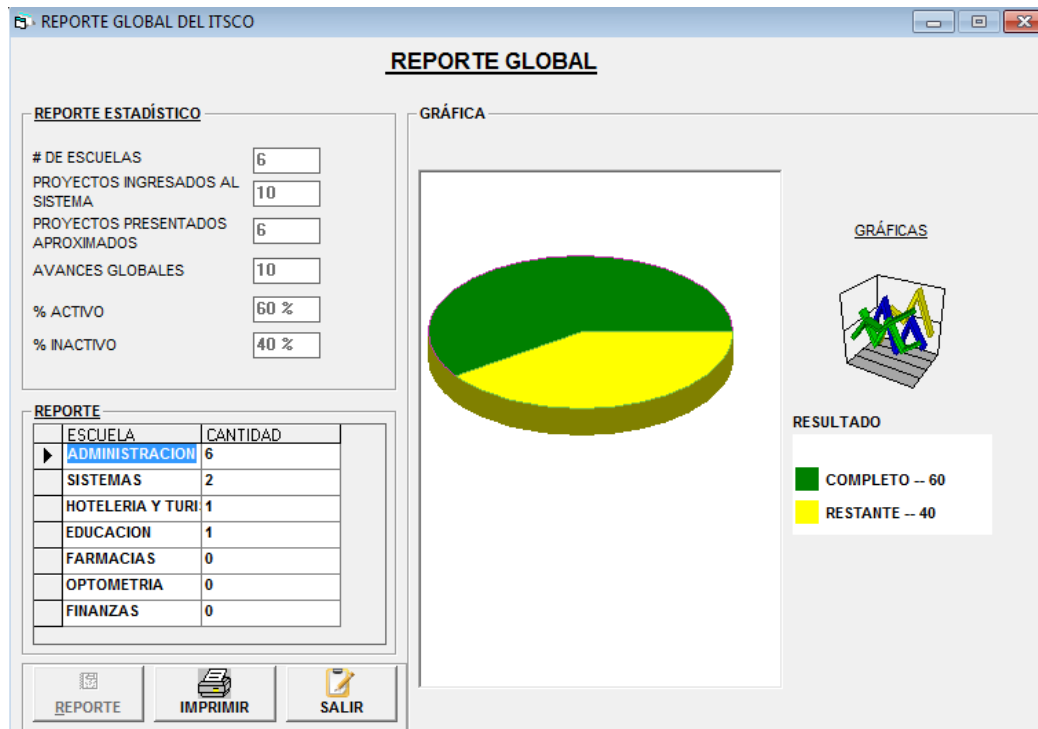 REPORTE GLOBAL DEL ITSCO
REPORTE GLOBAL
REPORTE ESTADÍSTICO
# DE ESCUELAS 6
PROYECTOS INGRESADOS AL
SISTEMA 10
PROYECTOS PRESENTADOS
APROXIMADOS 6
AVANCES GLOBALES 10
% ACTIVO 60 %
% INACTIVO 40 %
REPORTE
ESCUELA CANTIDAD
ADMINISTRACION 6
SISTEMAS 2
HOTELERIA Y TURI 1
EDUCACION 1
FARMACIAS 0
OPTOMETRIA 0
FINANZAS 0
REPORTE IMPRIMIR SALIR
GRÁFICA
GRÁFICAS
RESULTADO
COMPLETO -- 60
RESTANTE -- 40